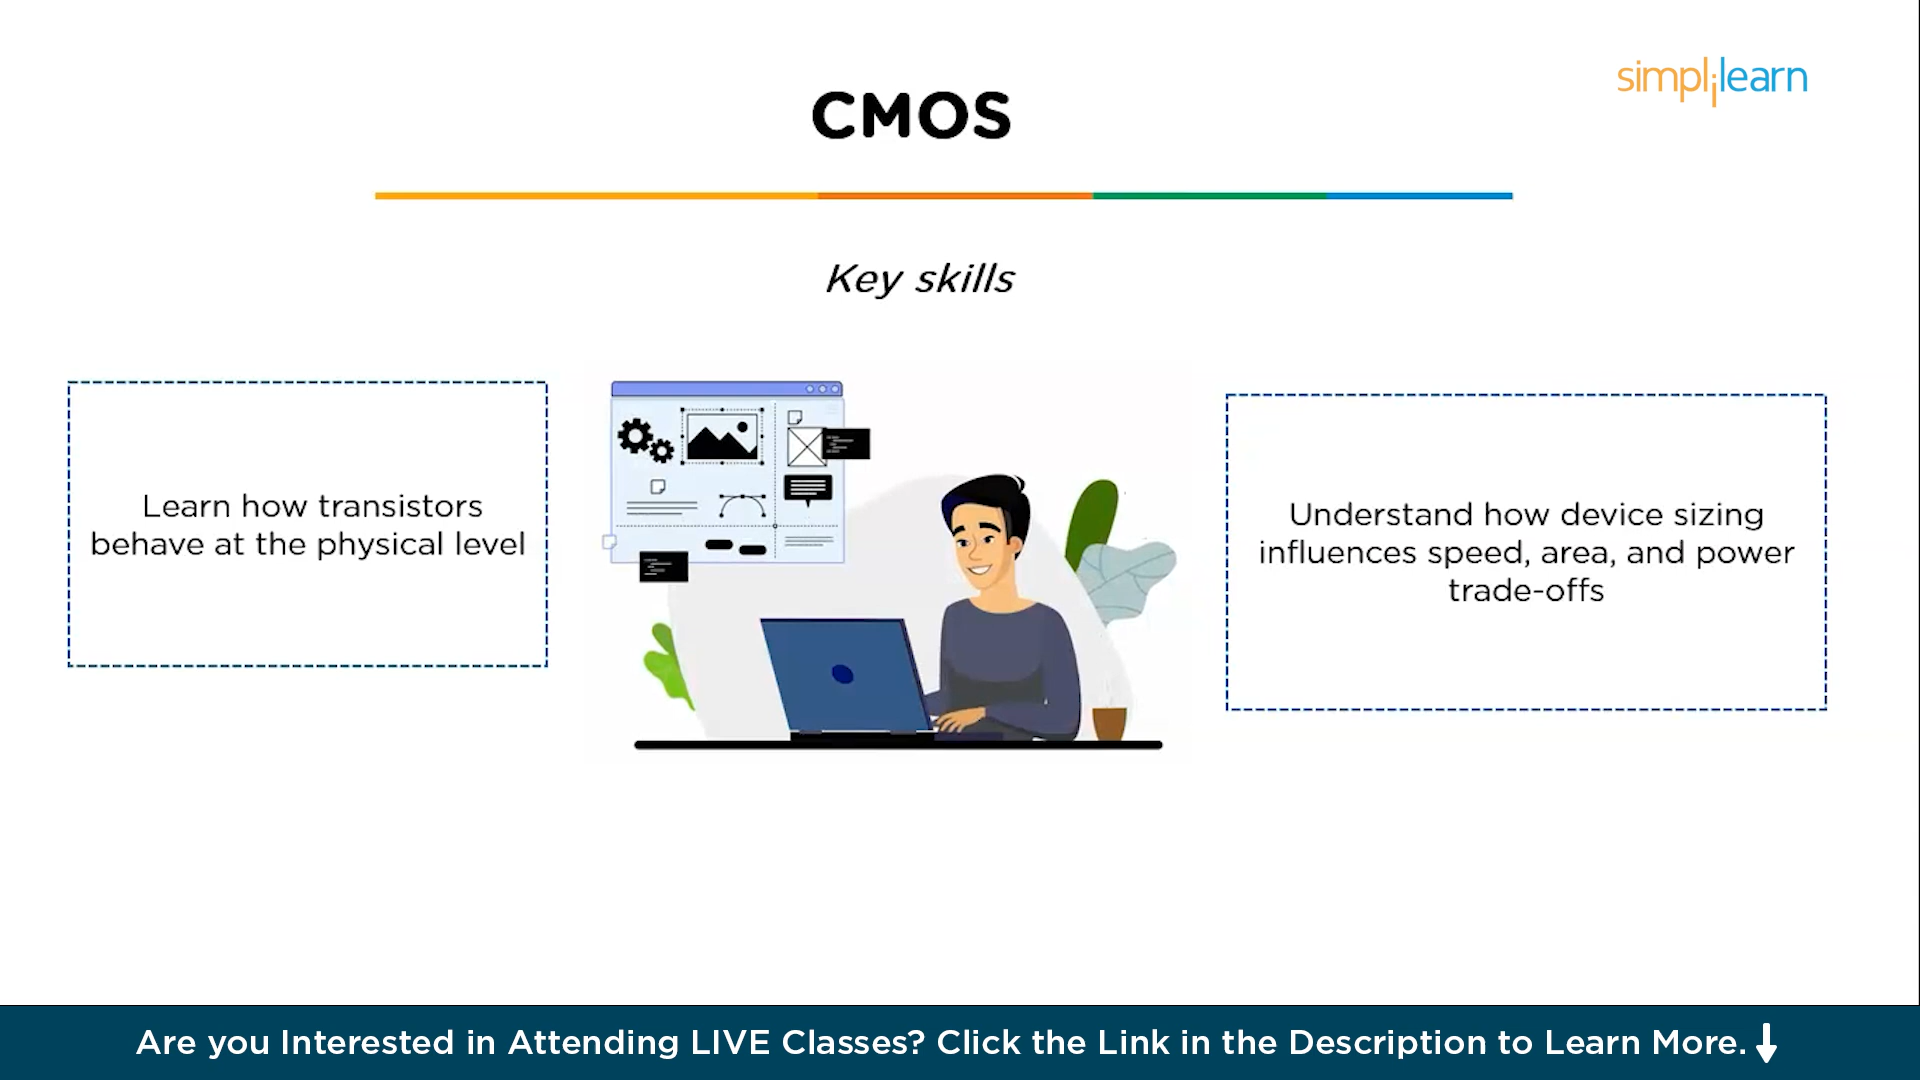 simplilearn
CMOS
Key skills
Learn how transistors
behave at the physical level
Understand how device sizing
influences speed, area, and power
trade-offs
Are you Interested in Attending LIVE Classes? Click the Link in the Description to Learn More.